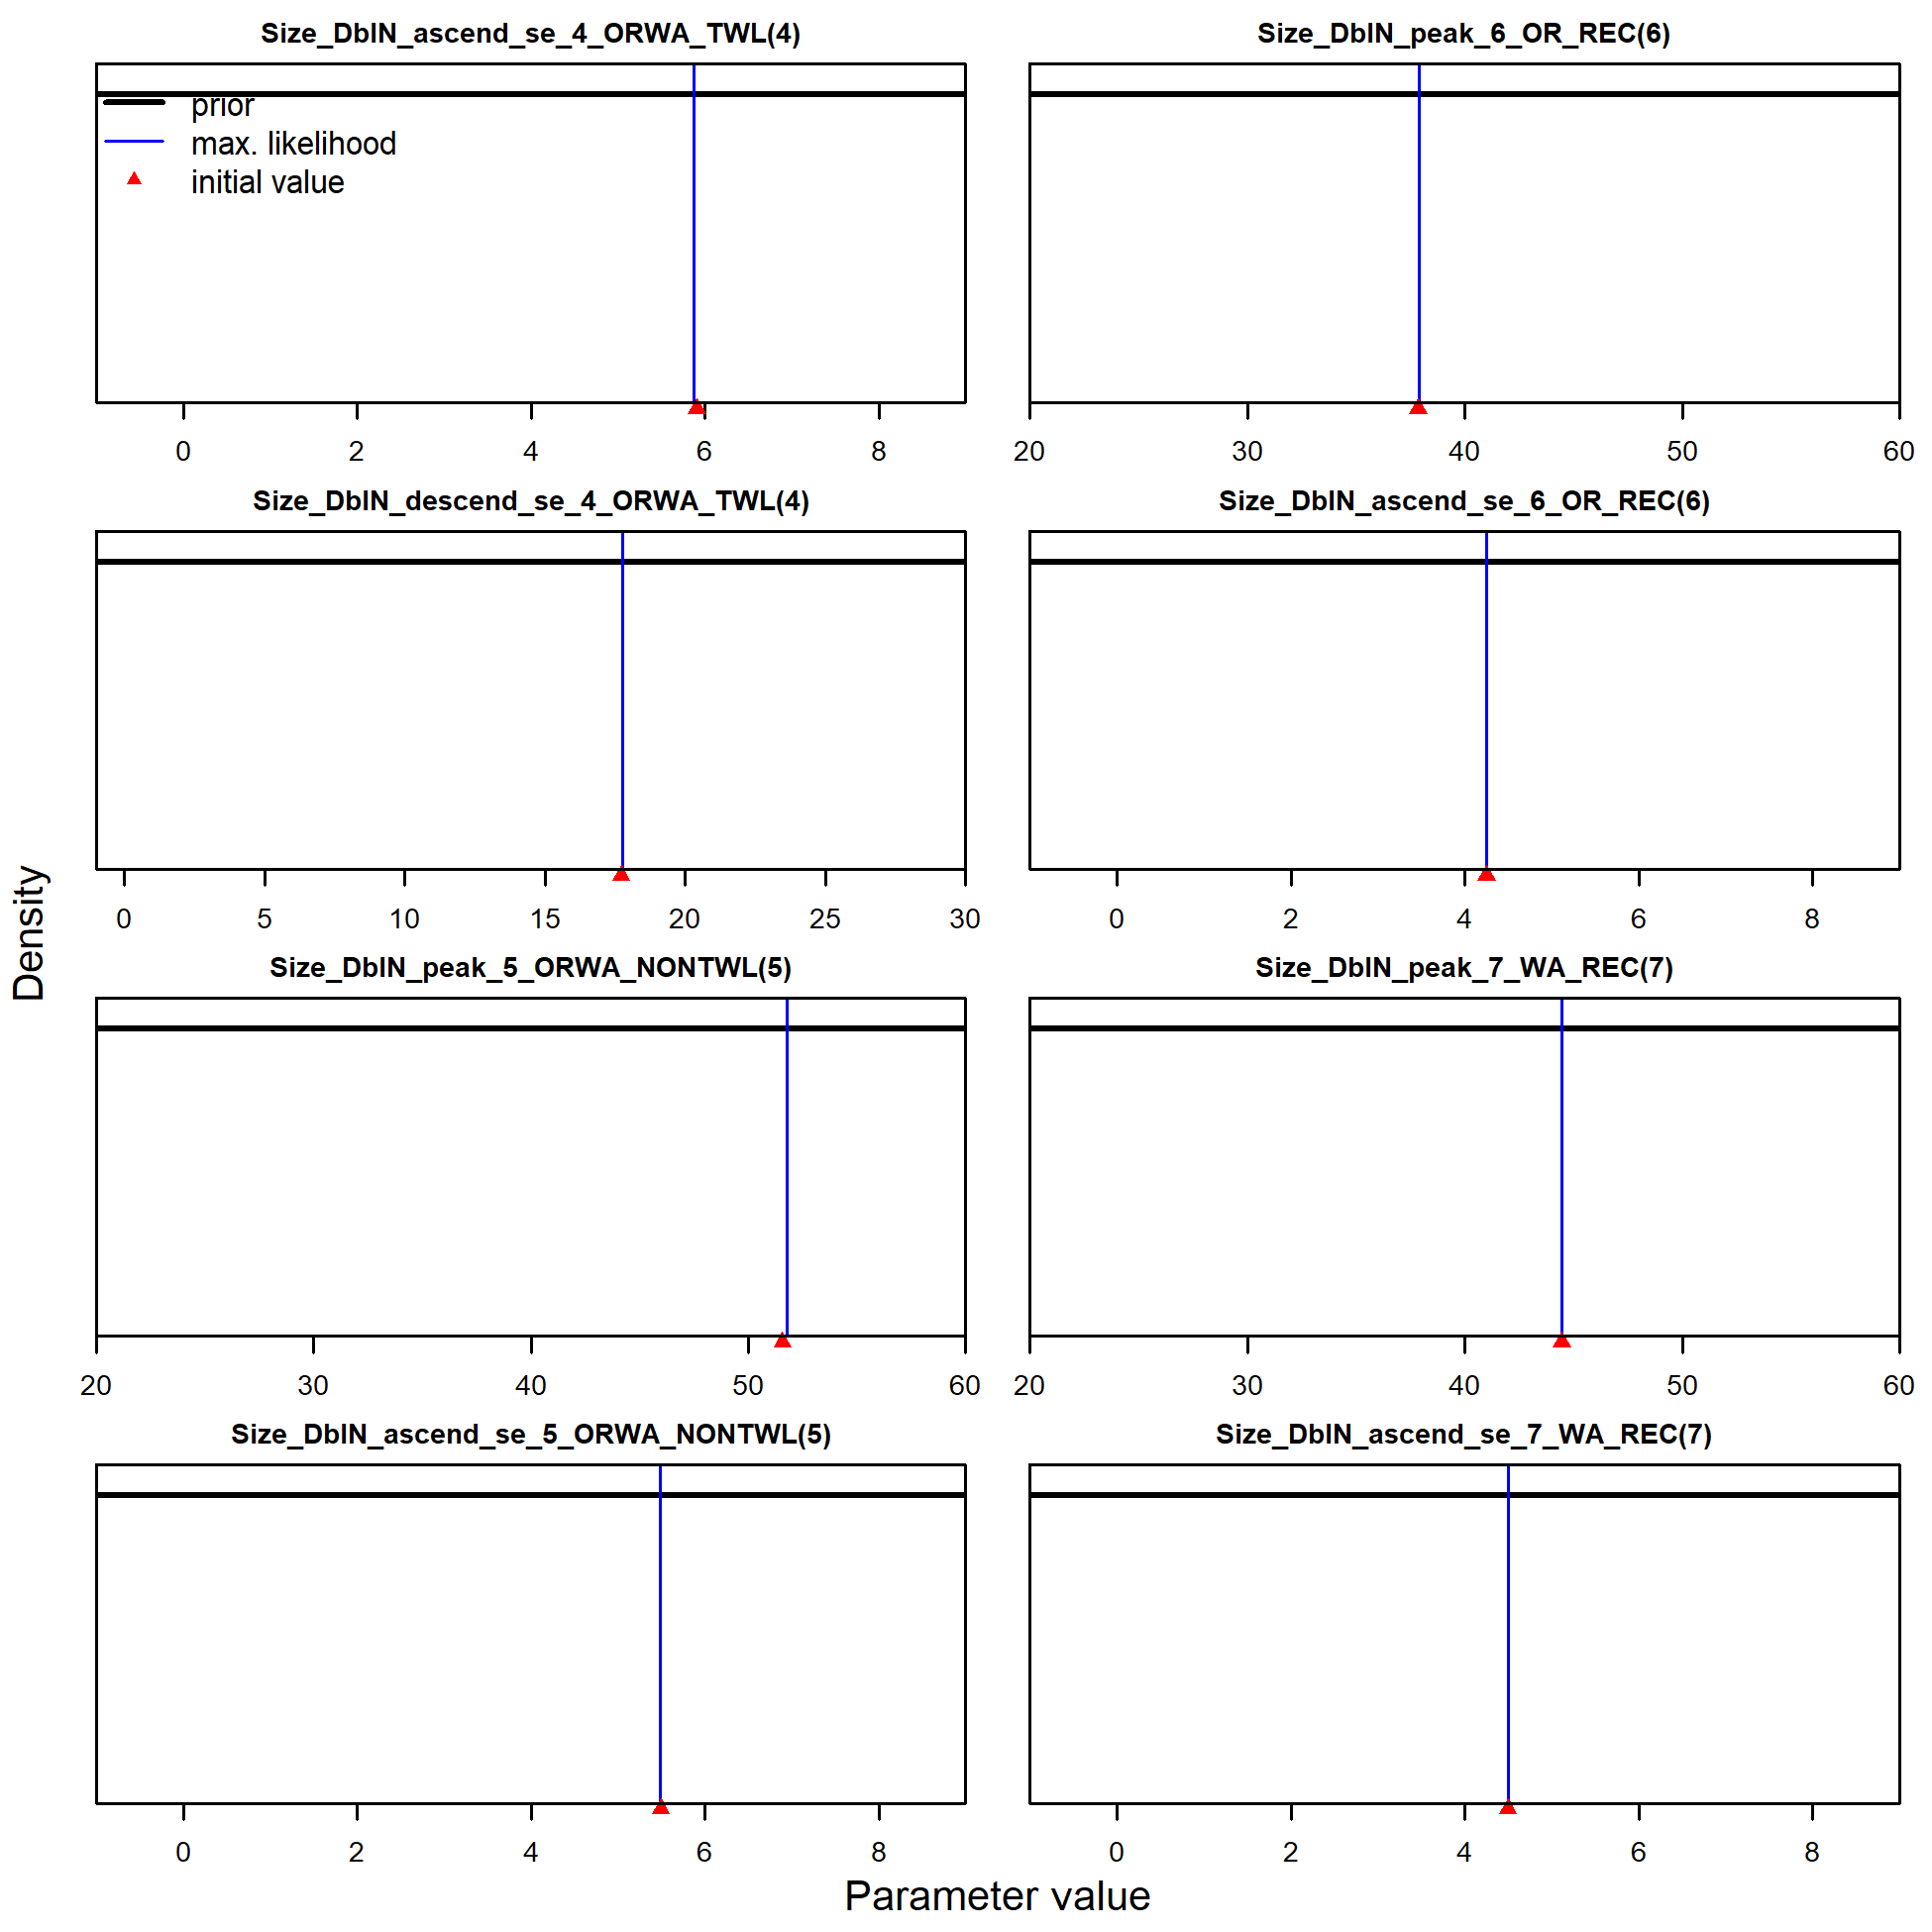 Size_DblN_ascend_se_4_ORWA_TWL(4)
prior
max. likelihood
initial value
0 2 4 6 8
Size_DblN_peak_6_OR_REC(6)
20 30 40 50 60
Size_DblN_descend_se_4_ORWA_TWL(4)
0 5 10 15 20 25 30
Size_DblN_ascend_se_6_OR_REC(6)
0 2 4 6 8
Size_DblN_peak_5_ORWA_NONTWL(5)
20 30 40 50 60
Size_DblN_peak_7_WA_REC(7)
20 30 40 50 60
Size_DblN_ascend_se_5_ORWA_NONTWL(5)
0 2 4 6 8
Size_DblN_ascend_se_7_WA_REC(7)
0 2 4 6 8
Density
Parameter value